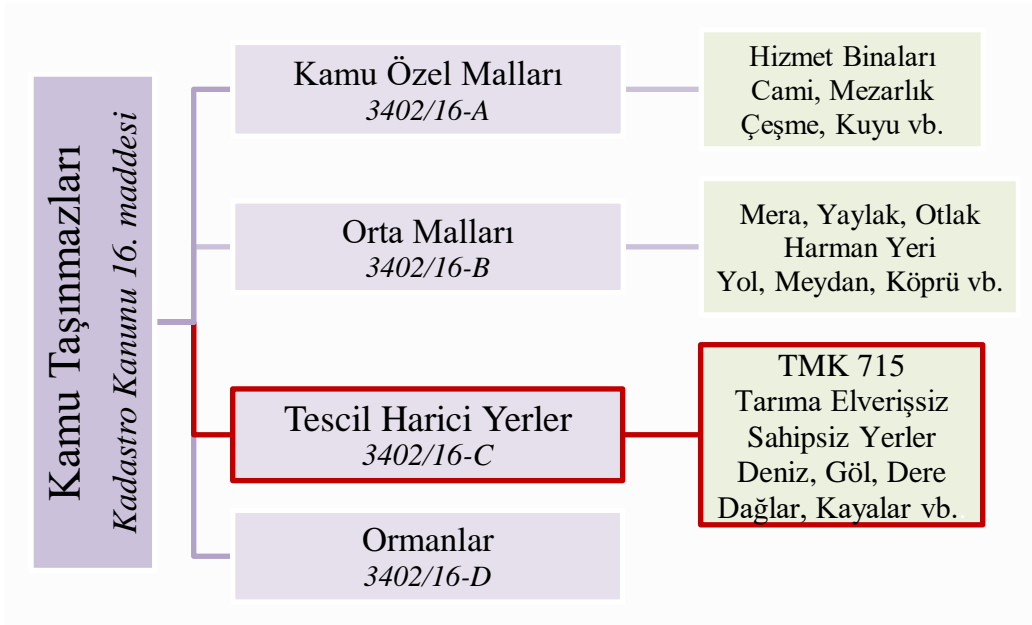 Kamu Taşınmazları
Kadastro Kanunu 16. maddesi
Kamu Özel Malları
3402/16-A
Hizmet Binaları
Cami, Mezarlık
Çeşme, Kuyu vb.
Orta Malları
3402/16-B
Mera, Yaylak, Otlak
Harman Yeri
Yol, Meydan, Köprü vb.
Tescil Harici Yerler
3402/16-C
TMK 715
Tarıma Elverişsiz
Sahipsiz Yerler
Deniz, Göl, Dere
Dağlar, Kayalar vb.
Ormanlar
3402/16-D